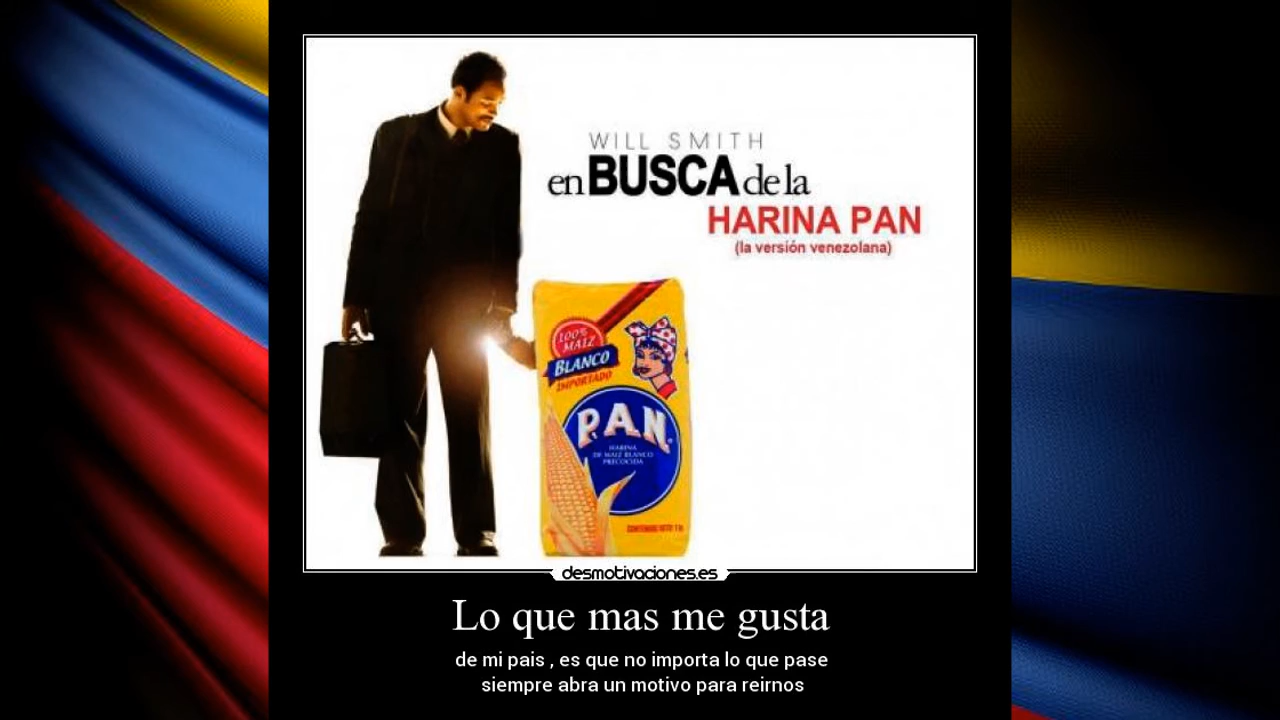 WILL SMITH
en BUSCA de la
HARINA PAN
(la versión venezolana)
100%
MAIZ
BLANCO
IMPORTADO
P.A.N.
HARINA
DE MAIZ BLANCO
PRECOCIDA
desmotivaciones.es
Lo que mas me gusta
de mi pais , es que no importa lo que pase
siempre abra un motivo para reirnos